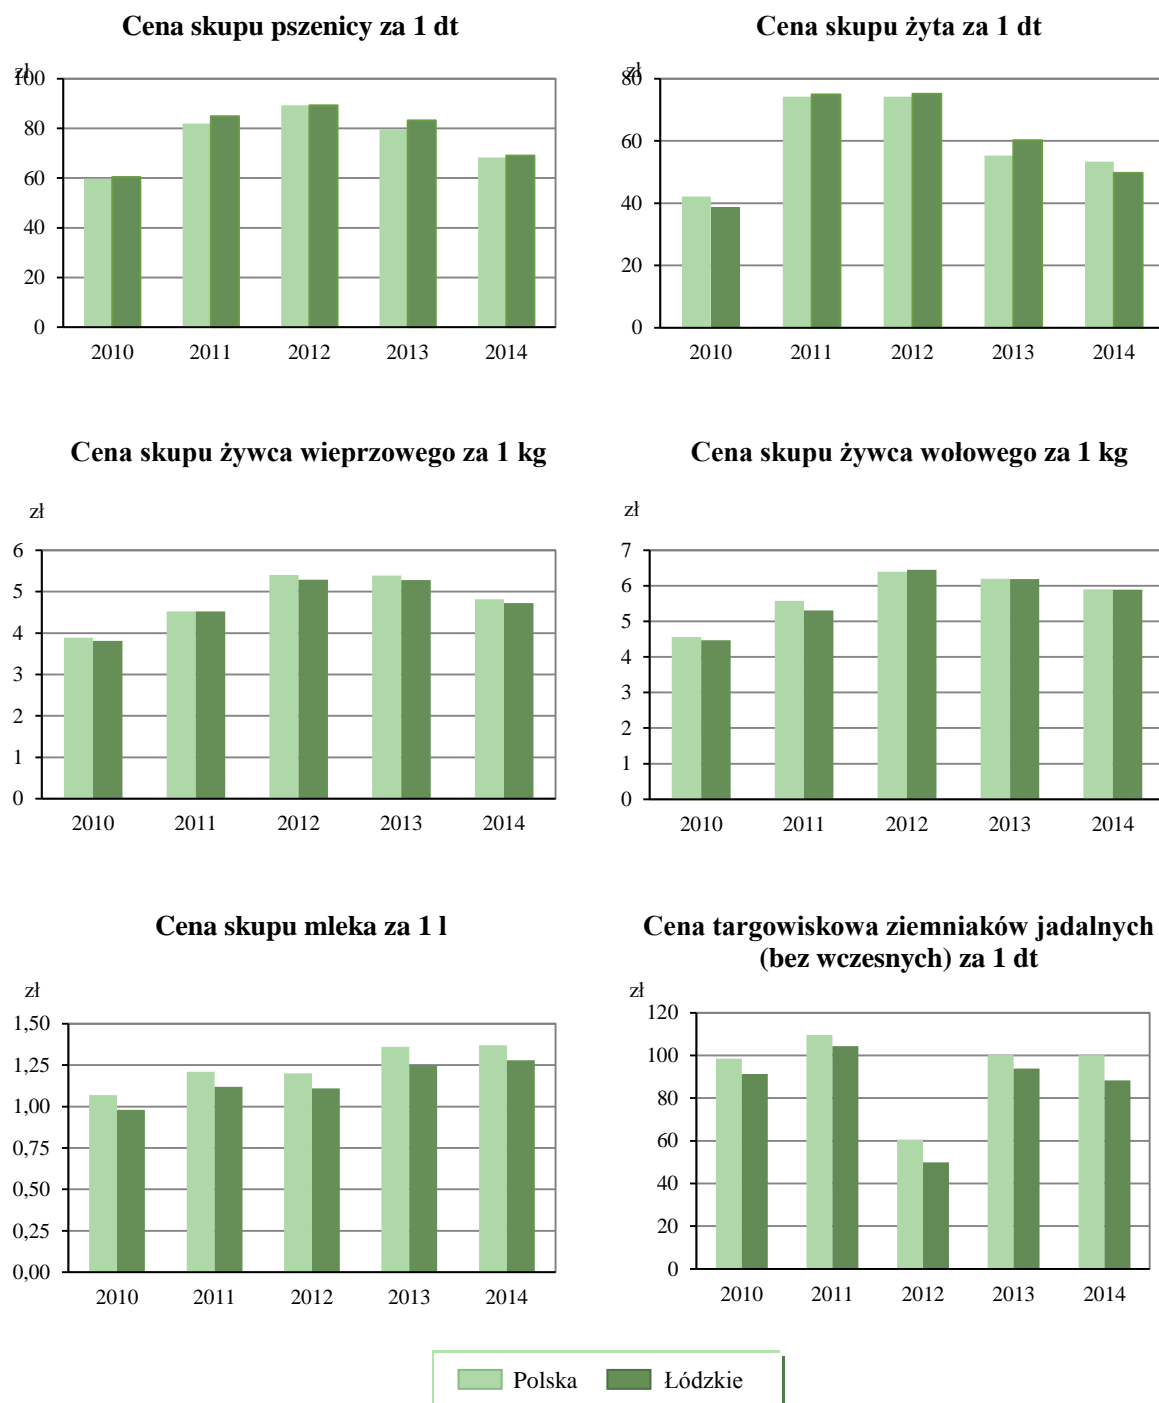 Cena skupu pszenicy za 1 dt
zł
100
80
60
40
20
0
2010 2011 2012 2013 2014
Cena skupu żyta za 1 dt
zł
80
60
40
20
0
2010 2011 2012 2013 2014
Cena skupu żywca wieprzowego za 1 kg
zł
6
5
4
3
2
1
0
2010 2011 2012 2013 2014
Cena skupu żywca wołowego za 1 kg
zł
7
6
5
4
3
2
1
0
2010 2011 2012 2013 2014
Cena skupu mleka za 1 l
zł
1,50
1,25
1,00
0,75
0,50
0,25
0,00
2010 2011 2012 2013 2014
Cena targowiskowa ziemniaków jadalnych
(bez wczesnych) za 1 dt
zł
120
100
80
60
40
20
0
2010 2011 2012 2013 2014
Polska Łódzkie